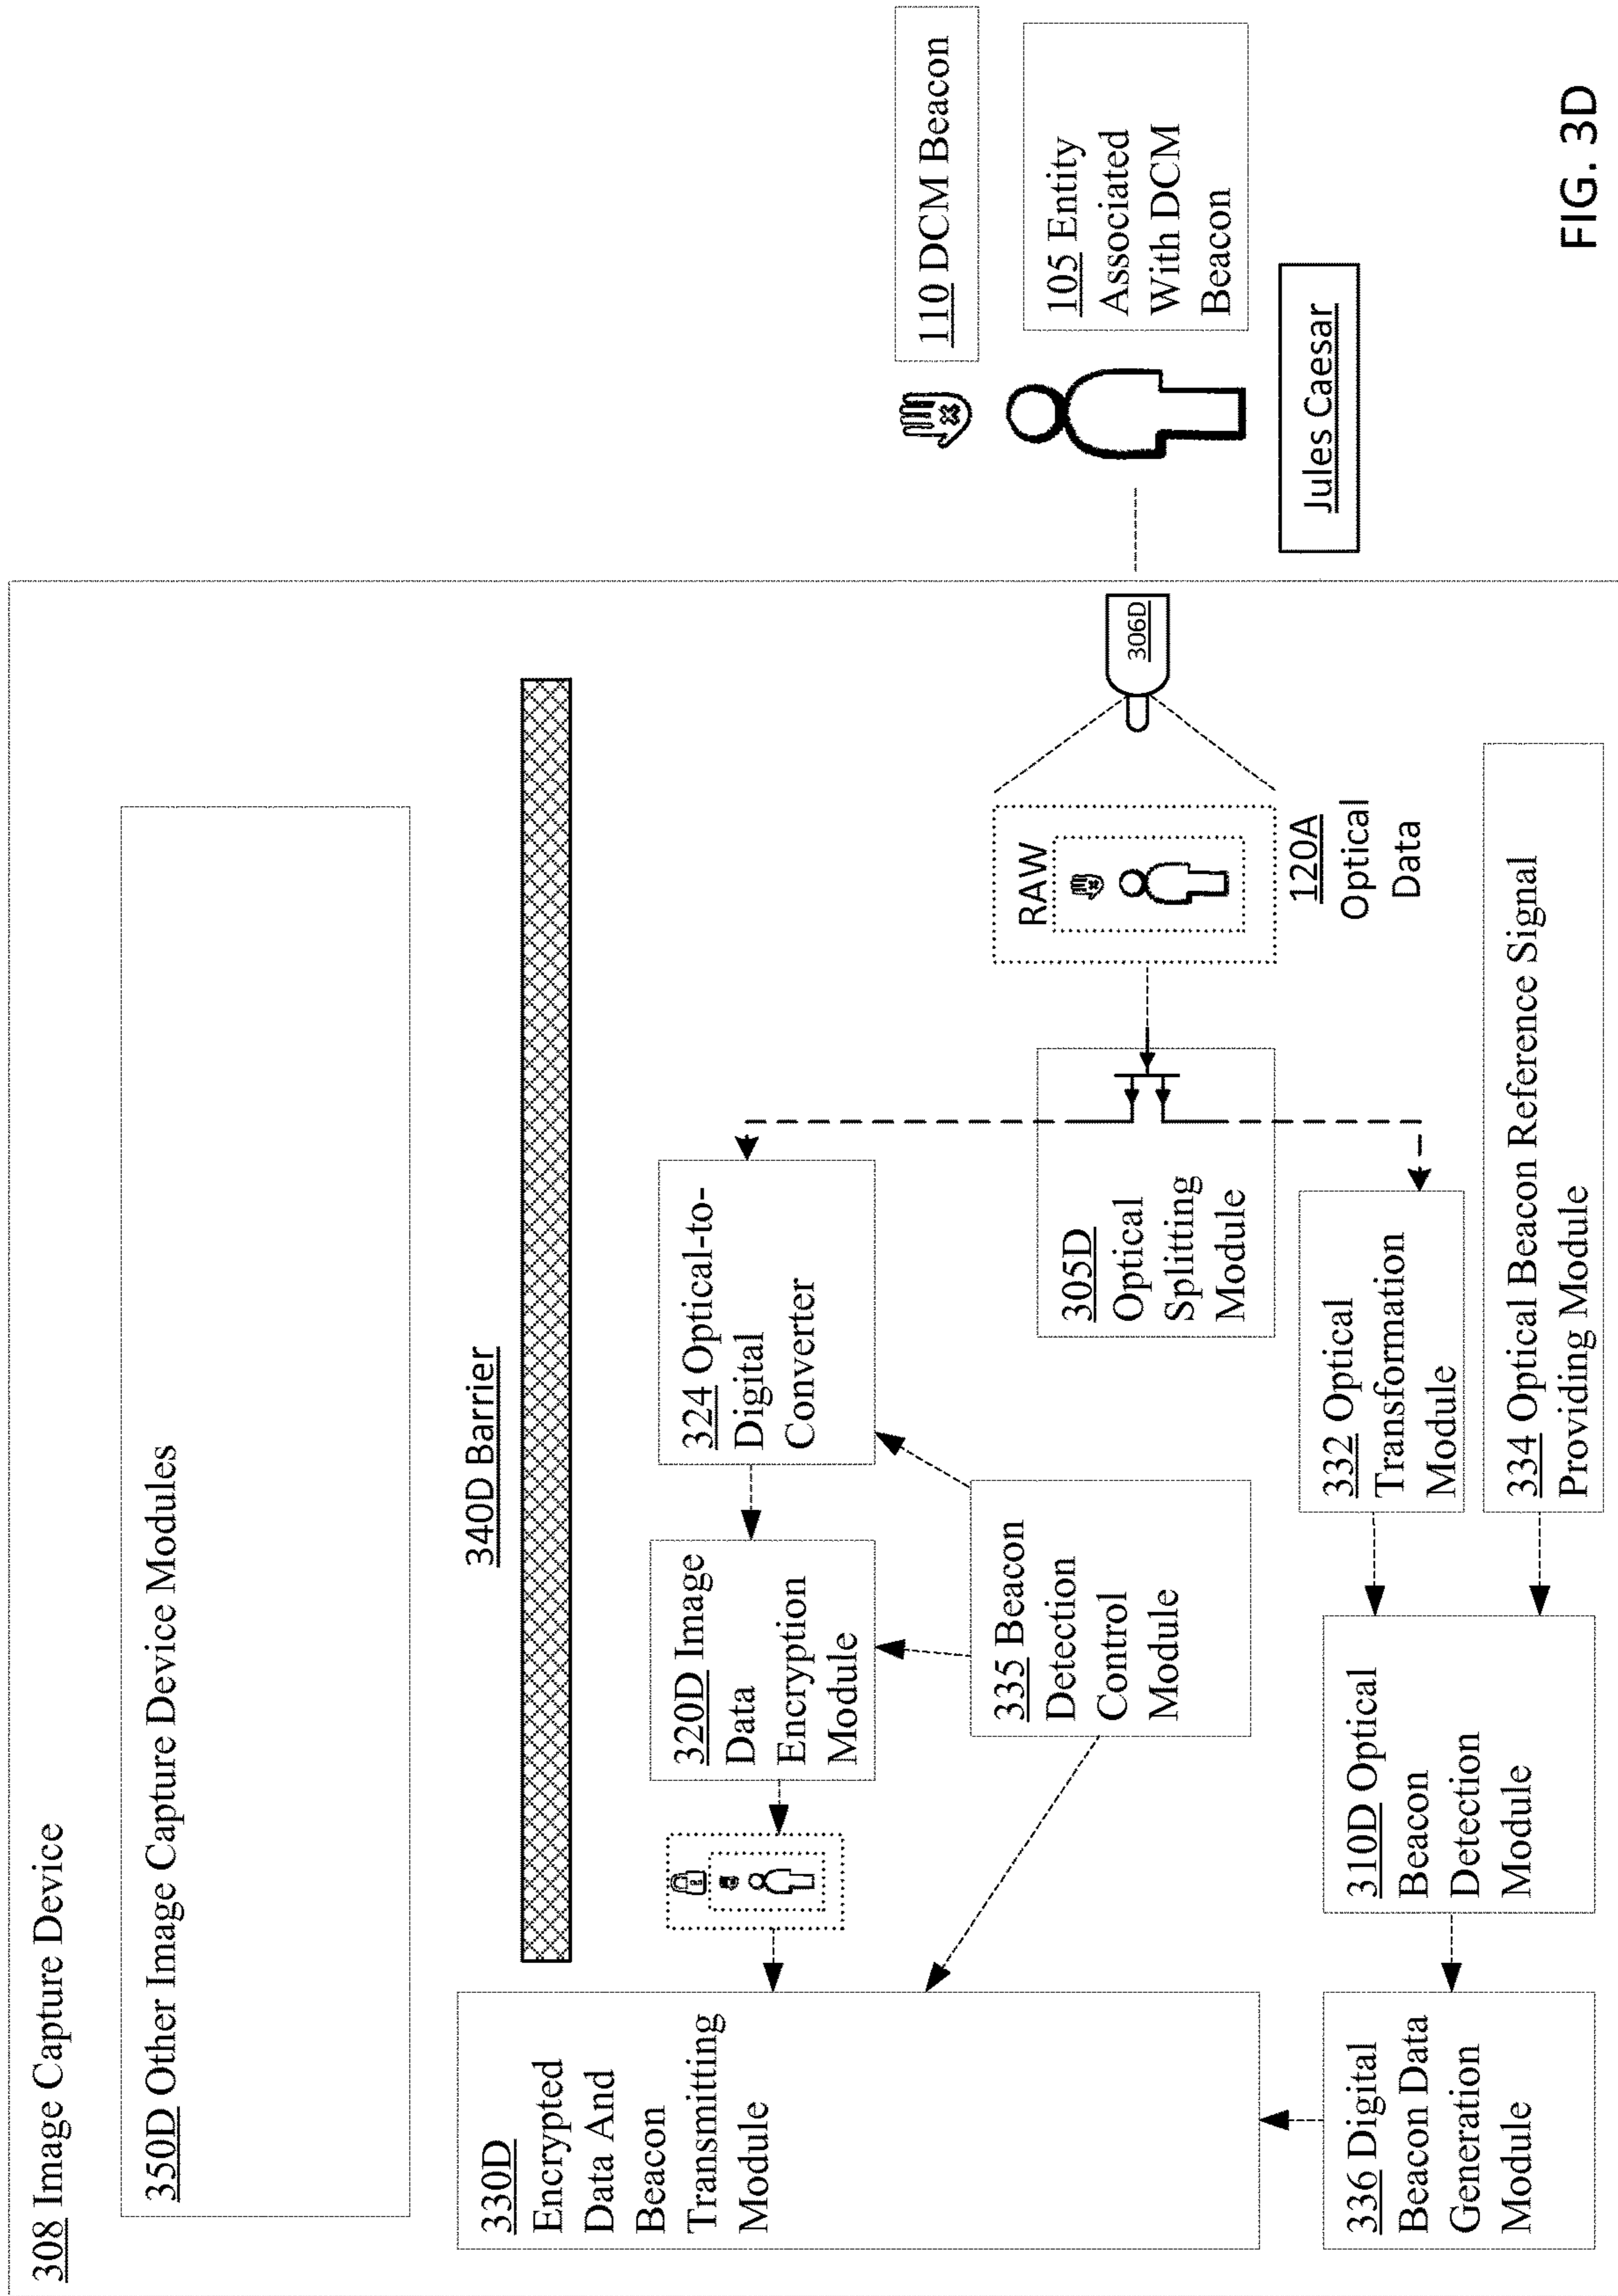 308 Image Capture Device
350D Other Image Capture Device Modules
340D Barrier
330D
Encrypted
Data And
Beacon
Transmitting
Module
320D Image
Data
Encryption
Module
324 Optical-to-
Digital
Converter
335 Beacon
Detection
Control
Module
305D
Optical
Splitting
Module
RAW
120A
Optical
Data
306D
110 DCM Beacon
105 Entity
Associated
With DCM
Beacon
Jules Caesar
336 Digital
Beacon Data
Generation
Module
310D Optical
Beacon
Detection
Module
332 Optical
Transformation
Module
334 Optical Beacon Reference Signal
Providing Module
FIG. 3D